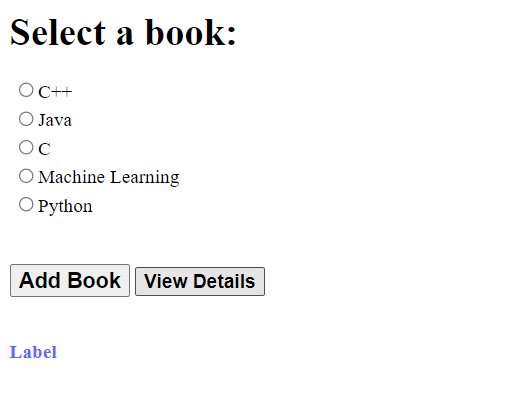 Select a book:
C++
Java
C
Machine Learning
Python
Add Book View Details
Label